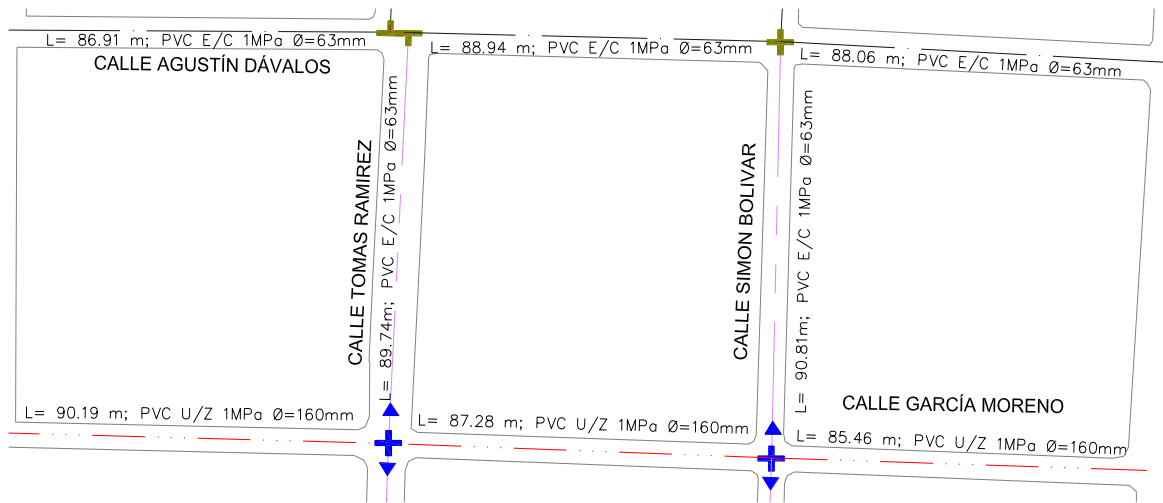 L= 86.91 m; PVC E/C 1MPa Ø=63mm
L= 88.94 m; PVC E/C 1MPa Ø=63mm
L= 88.06 m; PVC E/C 1MPa Ø=63mm
CALLE AGUSTÍN DÁVALOS
CALLE TOMAS RAMIREZ
L= 89.74m; PVC E/C 1MPa Ø=63mm
CALLE SIMON BOLIVAR
L= 90.81m; PVC E/C 1MPa Ø=63mm
CALLE GARCÍA MORENO
L= 90.19 m; PVC U/Z 1MPa Ø=160mm
L= 87.28 m; PVC U/Z 1MPa Ø=160mm
L= 85.46 m; PVC U/Z 1MPa Ø=160mm